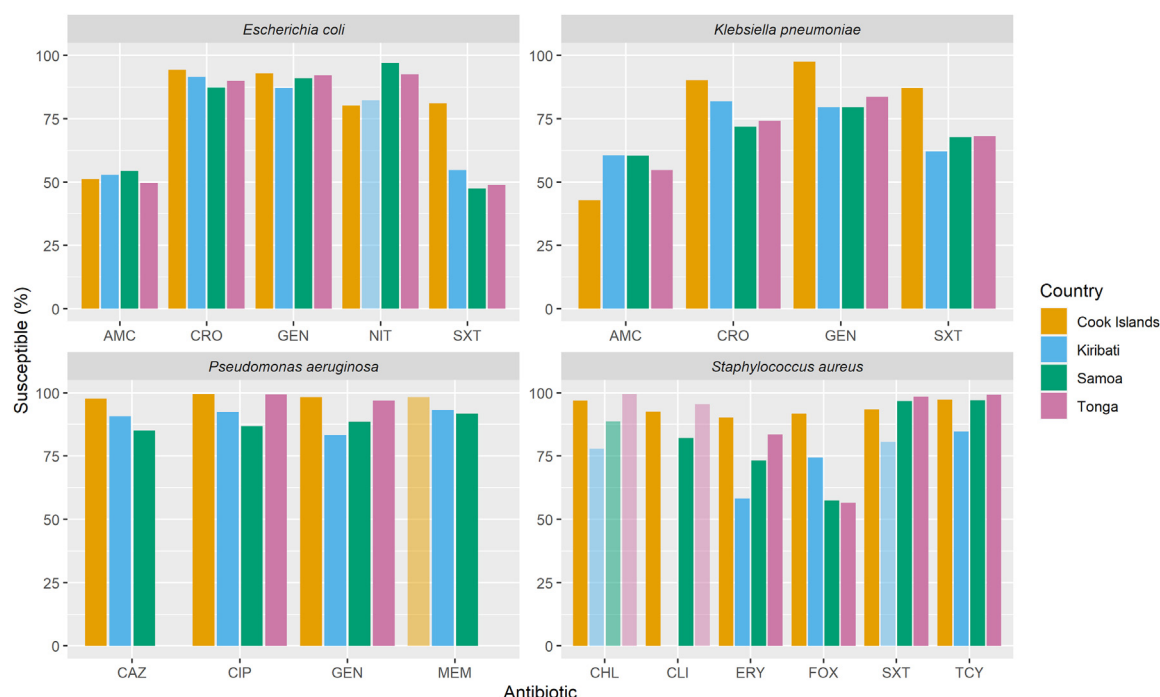 Escherichia coli
Klebsiella pneumoniae
100
75
50
25
0
AMC CRO GEN NIT SXT
100
75
50
25
0
AMC CRO GEN SXT
Pseudomonas aeruginosa
Staphylococcus aureus
100
75
50
25
0
CAZ CIP GEN MEM
100
75
50
25
0
CHL CLI ERY FOX SXT TCY
Susceptible (%)
Antibiotic
Country
Cook Islands
Kiribati
Samoa
Tonga